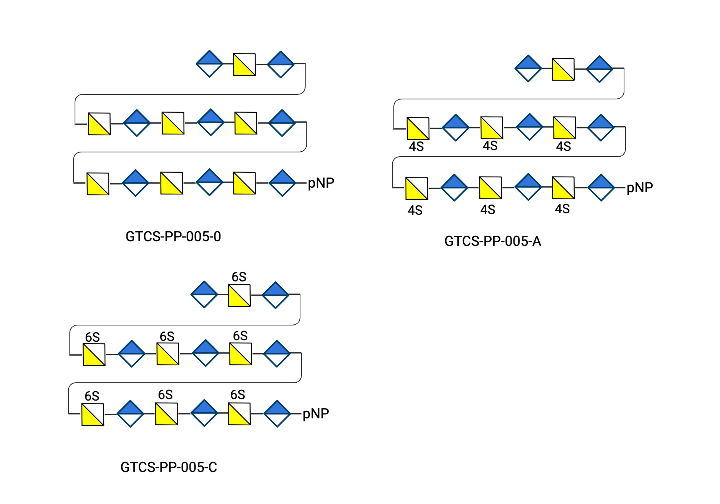 4S 4S 4S
pNP pNP
4S 4S 4S
GTCS-PP-005-0 GTCS-PP-005-A
6S
6S 6S 6S
6S 6S 6S
pNP
GTCS-PP-005-C